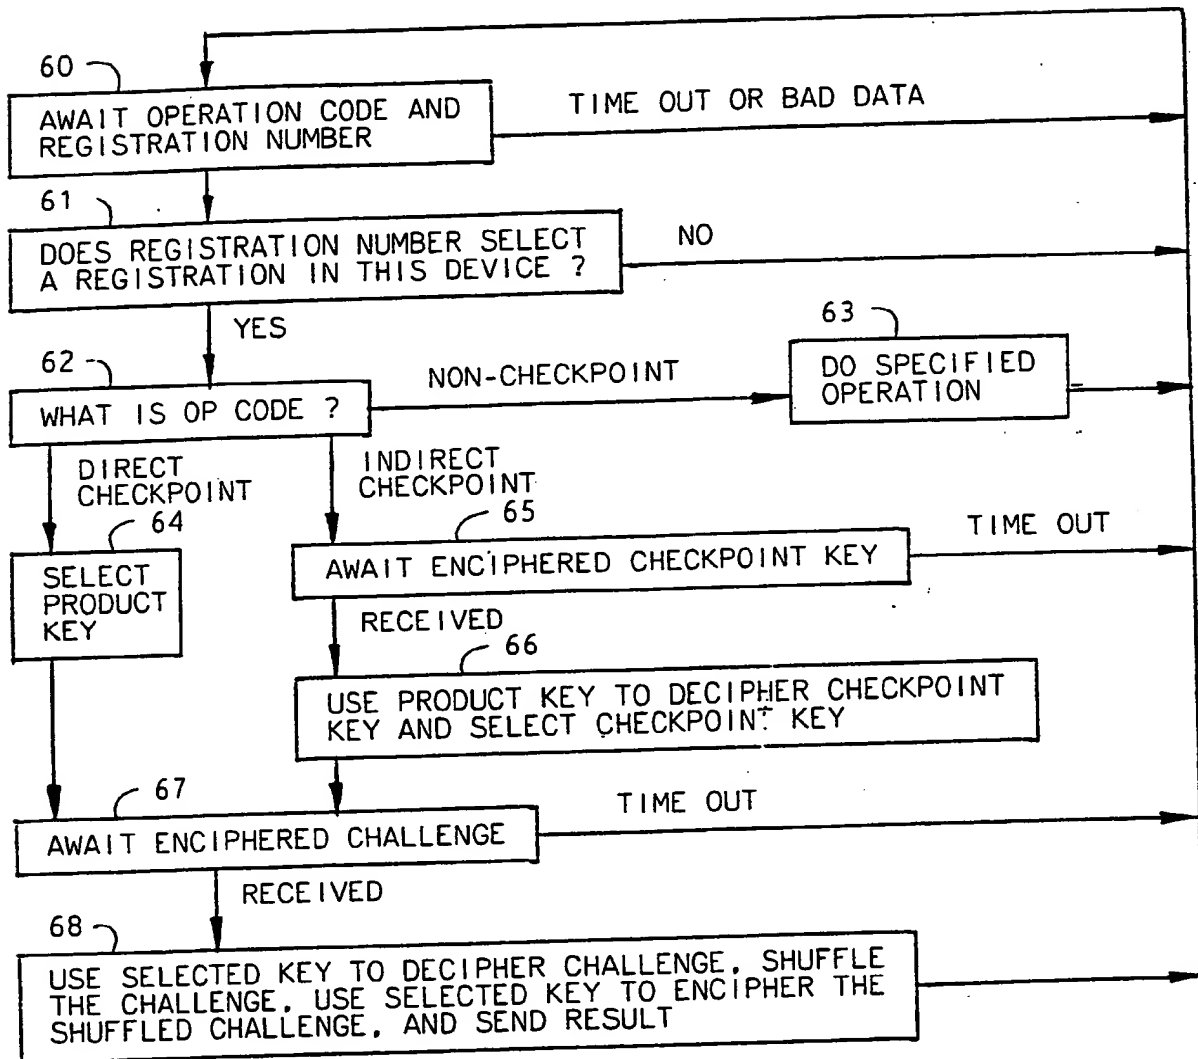 60
AWAIT OPERATION CODE AND
REGISTRATION NUMBER
TIME OUT OR BAD DATA
61
DOES REGISTRATION NUMBER SELECT
A REGISTRATION IN THIS DEVICE ?
NO
YES
62
WHAT IS OP CODE ?
NON-CHECKPOINT
63
DO SPECIFIED
OPERATION
DIRECT
CHECKPOINT
INDIRECT
CHECKPOINT
64
SELECT
PRODUCT
KEY
65
AWAIT ENCIPHERED CHECKPOINT KEY
TIME OUT
RECEIVED
66
USE PRODUCT KEY TO DECIPHER CHECKPOINT
KEY AND SELECT CHECKPOINT KEY
67
AWAIT ENCIPHERED CHALLENGE
TIME OUT
RECEIVED
68
USE SELECTED KEY TO DECIPHER CHALLENGE, SHUFFLE
THE CHALLENGE, USE SELECTED KEY TO ENCIPHER THE
SHUFFLED CHALLENGE, AND SEND RESULT